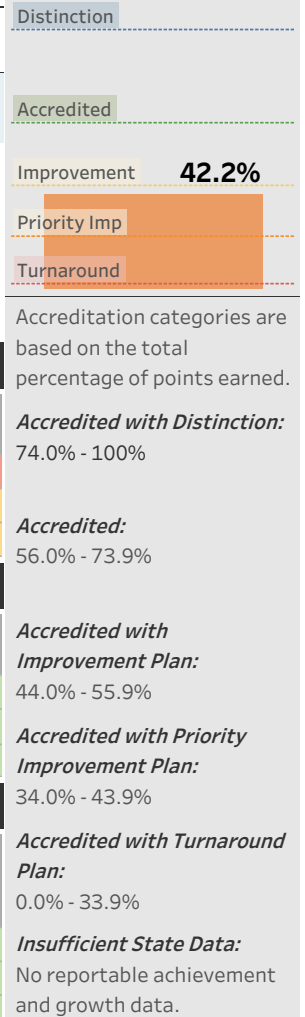 Distinction
Accredited
Improvement 42.2%
Priority Imp
Turnaround
Accreditation categories are
based on the total
percentage of points earned.
Accredited with Distinction:
74.0% - 100%
Accredited:
56.0% - 73.9%
Accredited with
Improvement Plan:
44.0% - 55.9%
Accredited with Priority
Improvement Plan:
34.0% - 43.9%
Accredited with Turnaround
Plan:
0.0% - 33.9%
Insufficient State Data:
No reportable achievement
and growth data.